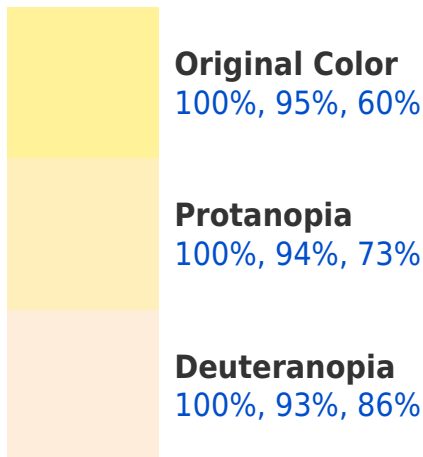 Original Color
100%, 95%, 60%
Protanopia
100%, 94%, 73%
Deuteranopia
100%, 93%, 86%